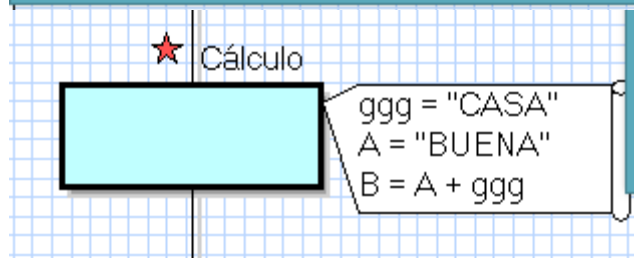 Cálculo
ggg = "CASA"
A = "BUENA"
B = A + ggg